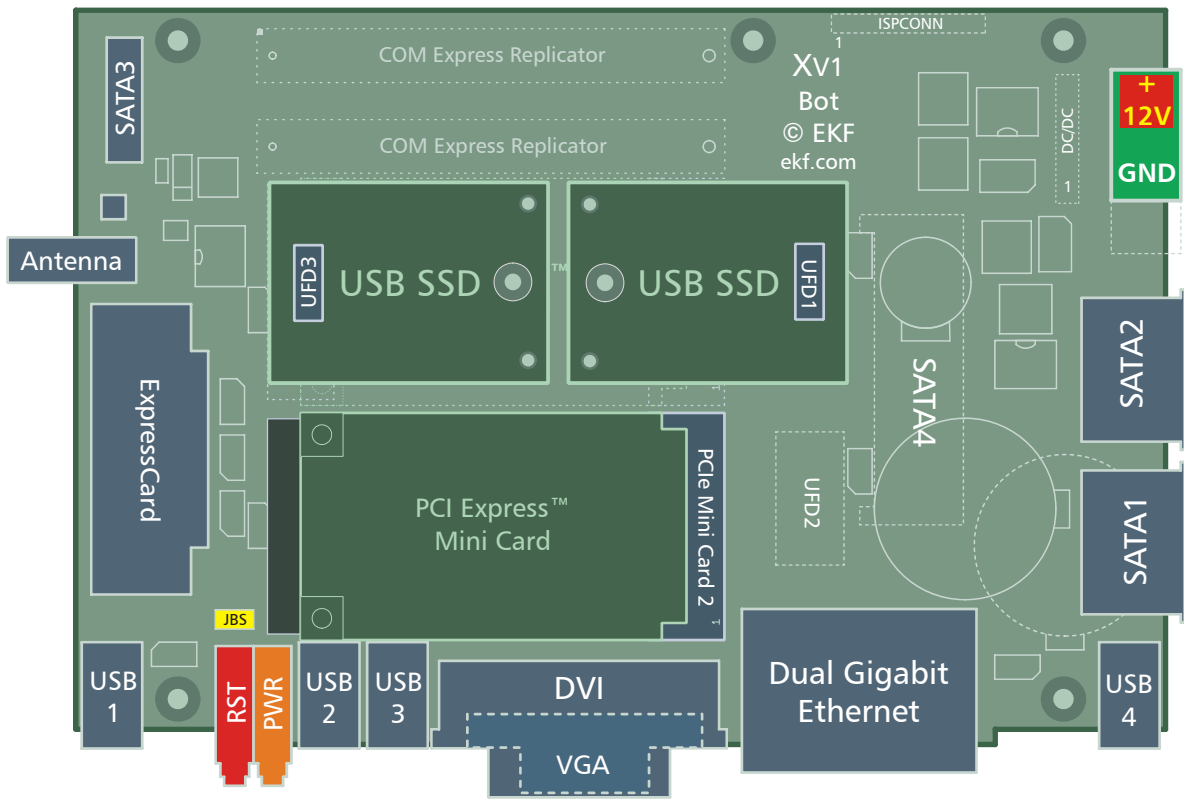 ISPCONN
1
COM Express Replicator
XV1
Bot
© EKF
ekf.com
SATA3
+
12V
GND
DC/DC
1
COM Express Replicator
Antenna
UFD3
USB SSD
™
USB SSD
UFD1
SATA2
SATA4
1
ExpressCard
PCI Express™
Mini Card
PCIe Mini Card 2
1
UFD2
SATA1
JBS
USB
1
RST
PWR
USB
2
USB
3
DVI
VGA
Dual Gigabit
Ethernet
USB
4